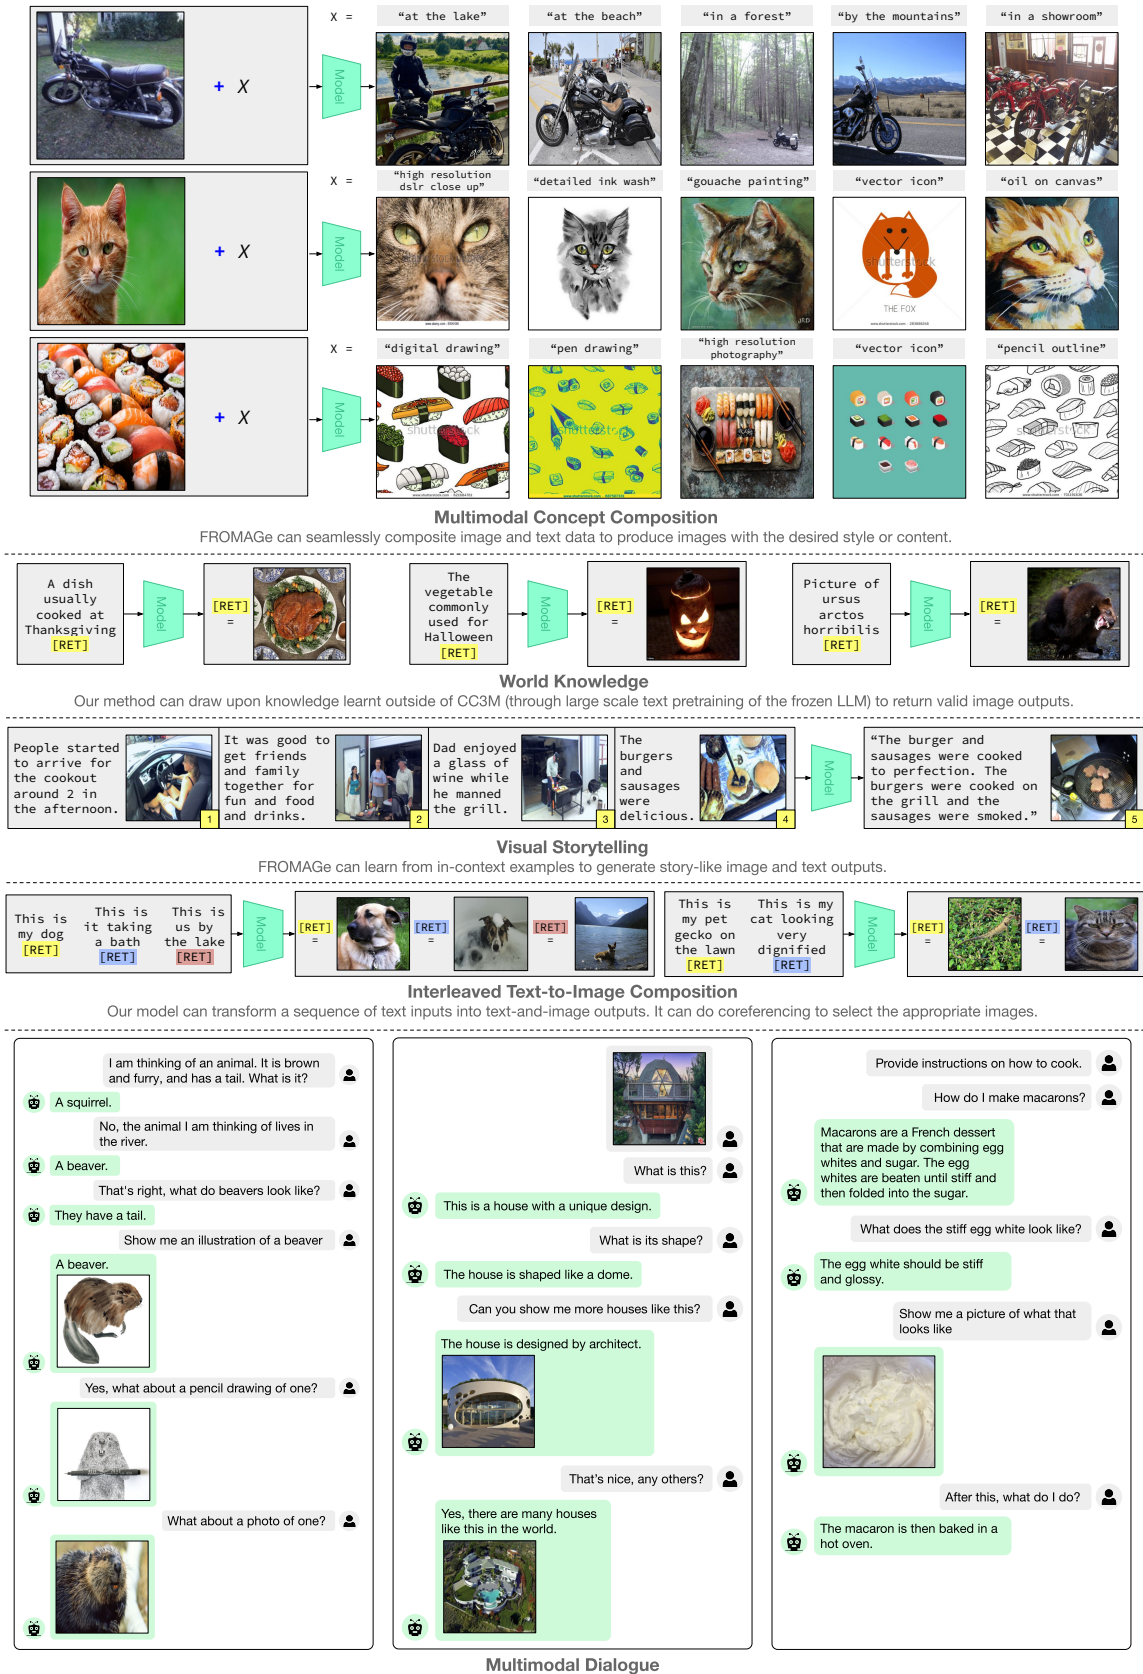 X =
“at the lake”
“at the beach”
“in a forest”
“by the mountains”
“in a showroom”
+ X
Model
X =
“high resolution
dslr close up”
“detailed ink wash”
“gouache painting”
“vector icon”
“oil on canvas”
+ X
Model
shutterstock
THE FOX
X =
“digital drawing”
“pen drawing”
“high resolution
photography”
“vector icon”
“pencil outline”
+ X
Model
shutterstock
shutterstock
shutterstock
Multimodal Concept Composition
FROMAGe can seamlessly composite image and text data to produce images with the desired style or content.
A dish
usually
cooked at
Thanksgiving
[RET]
Model
[RET]
=
The
vegetable
commonly
used for
Halloween
[RET]
Model
[RET]
=
Picture of
ursus
arctos
horribilis
[RET]
Model
[RET]
=
World Knowledge
Our method can draw upon knowledge learnt outside of CC3M (through large scale text pretraining of the frozen LLM) to return valid image outputs.
People started
to arrive for
the cookout
around 2 in
the afternoon.
1
It was good to
get friends
and family
together for
fun and food
and drinks.
2
Dad enjoyed
a glass of
wine while
he manned
the grill.
3
The
burgers
and
sausages
were
delicious.
4
Model
“The burger and
sausages were cooked
to perfection. The
burgers were cooked on
the grill and the
sausages were smoked.”
5
Visual Storytelling
FROMAGe can learn from in-context examples to generate story-like image and text outputs.
This is
my dog
[RET]
This is
it taking
a bath
[RET]
This is
us by
the lake
[RET]
Model
[RET]
=
[RET]
=
[RET]
=
This is
my pet
gecko on
the lawn
[RET]
This is my
cat looking
very
dignified
[RET]
Model
[RET]
=
[RET]
=
Interleaved Text-to-Image Composition
Our model can transform a sequence of text inputs into text-and-image outputs. It can do coreferencing to select the appropriate images.
I am thinking of an animal. It is brown
and furry, and has a tail. What is it?
A squirrel.
No, the animal I am thinking of lives in
the river.
A beaver.
That's right, what do beavers look like?
They have a tail.
Show me an illustration of a beaver
A beaver.
Yes, what about a pencil drawing of one?
What about a photo of one?
What is this?
This is a house with a unique design.
What is its shape?
The house is shaped like a dome.
Can you show me more houses like this?
The house is designed by architect.
That's nice, any others?
Yes, there are many houses
like this in the world.
Provide instructions on how to cook.
How do I make macarons?
Macarons are a French dessert
that are made by combining egg
whites and sugar. The egg
whites are beaten until stiff and
then folded into the sugar.
What does the stiff egg white look like?
The egg white should be stiff
and glossy.
Show me a picture of what that
looks like
After this, what do I do?
The macaron is then baked in a
hot oven.
Multimodal Dialogue